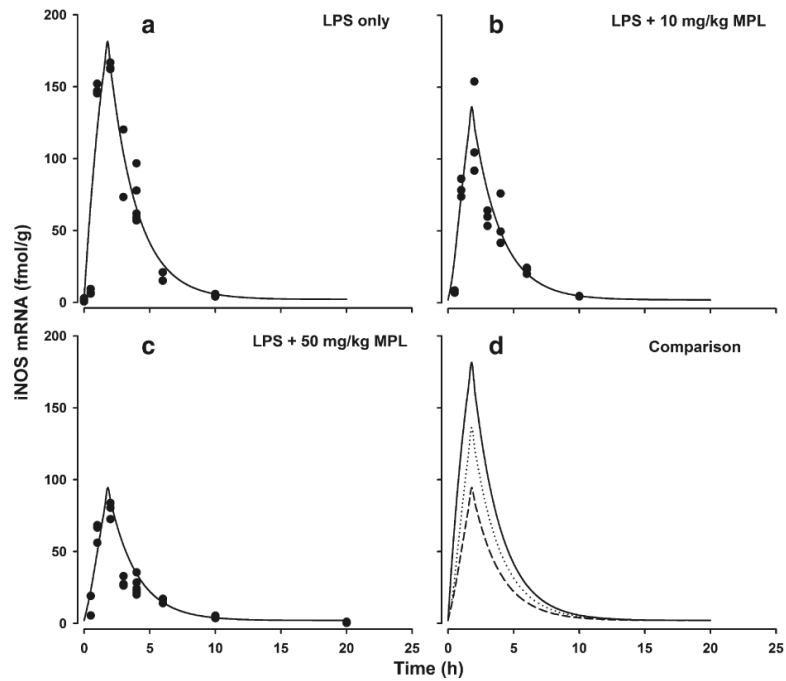 a LPS only
b LPS + 10 mg/kg MPL
200
150
100
50
0
c LPS + 50 mg/kg MPL
d Comparison
200
150
100
50
0
0 5 10 15 20 25
0 5 10 15 20 25
iNOS mRNA (fmol/g)
Time (h)